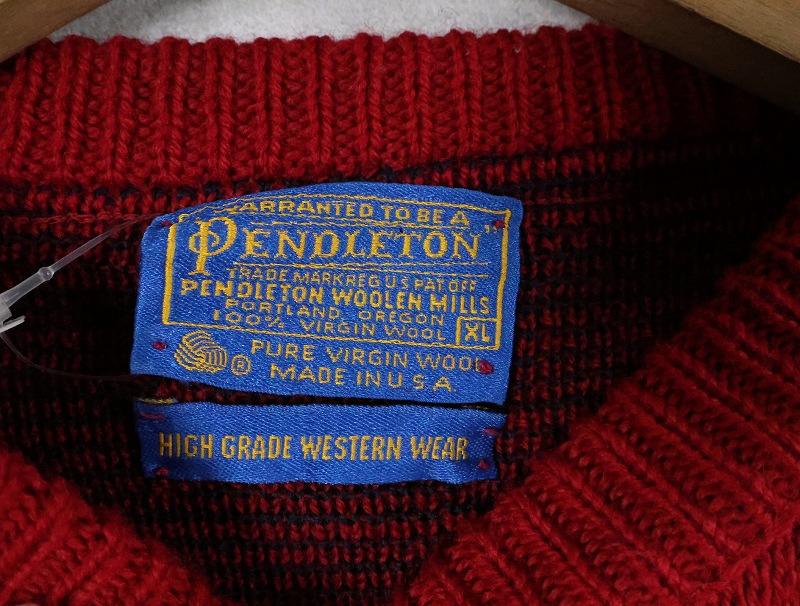 WARRANTED TO BE A
PENDLETON
TRADE MARK REG US PAT OFF
PENDLETON WOOLEN MILLS
PORTLAND, OREGON
100% VIRGIN WOOL XL
® PURE VIRGIN WOOL
MADE IN U S A
HIGH GRADE WESTERN WEAR